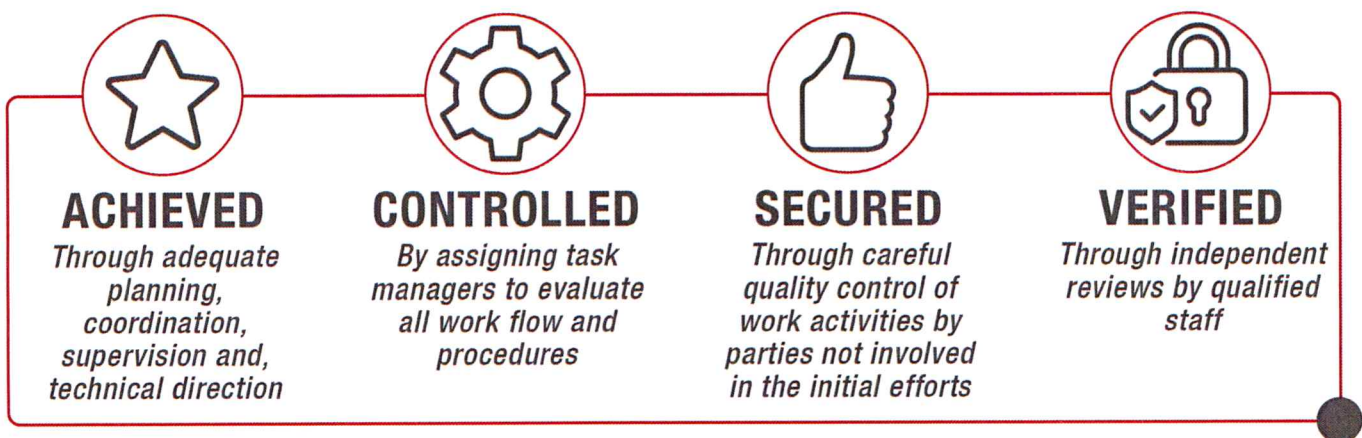 ACHIEVED
Through adequate
planning,
coordination,
supervision and,
technical direction
CONTROLLED
By assigning task
managers to evaluate
all work flow and
procedures
SECURED
Through careful
quality control of
work activities by
parties not involved
in the initial efforts
VERIFIED
Through independent
reviews by qualified
staff